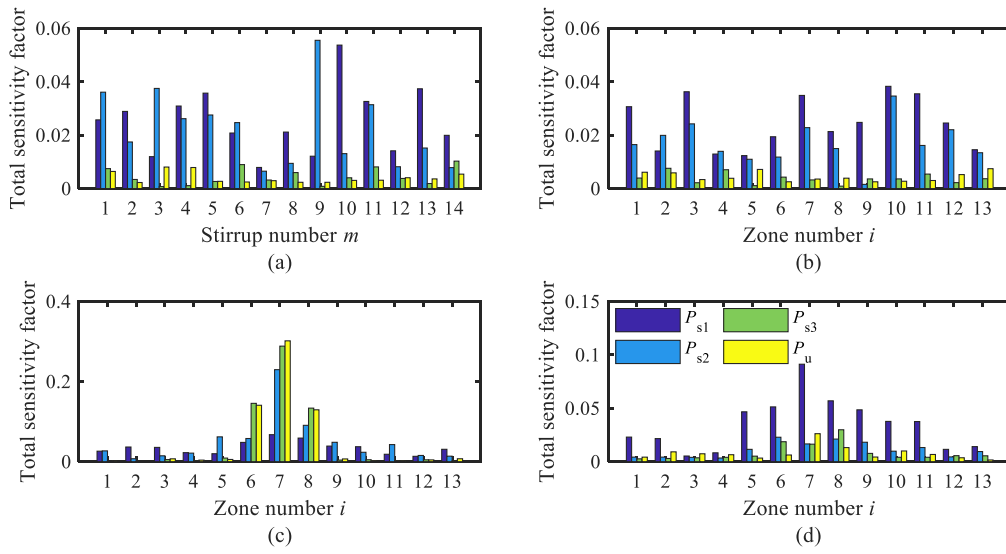 Total sensitivity factor
0.06
0.04
0.02
0
1 2 3 4 5 6 7 8 9 10 11 12 13 14
Stirrup number m
(a)
Total sensitivity factor
0.06
0.04
0.02
0
1 2 3 4 5 6 7 8 9 10 11 12 13
Zone number i
(b)
Total sensitivity factor
0.4
0.2
0
1 2 3 4 5 6 7 8 9 10 11 12 13
Zone number i
(c)
Total sensitivity factor
0.15
0.1
0.05
0
P_s1 P_s3
P_s2 P_u
1 2 3 4 5 6 7 8 9 10 11 12 13
Zone number i
(d)